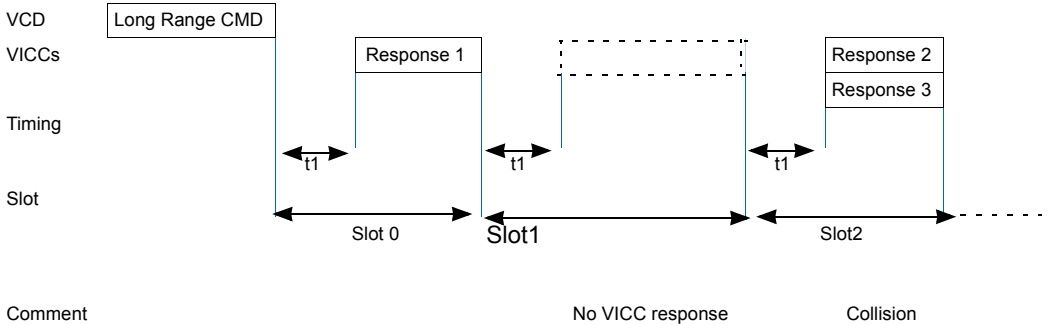 VCD
Long Range CMD
VICCs
Response 1
Response 2
Response 3
Timing
t1
t1
t1
Slot
Slot 0
Slot1
Slot2
Comment
No VICC response
Collision